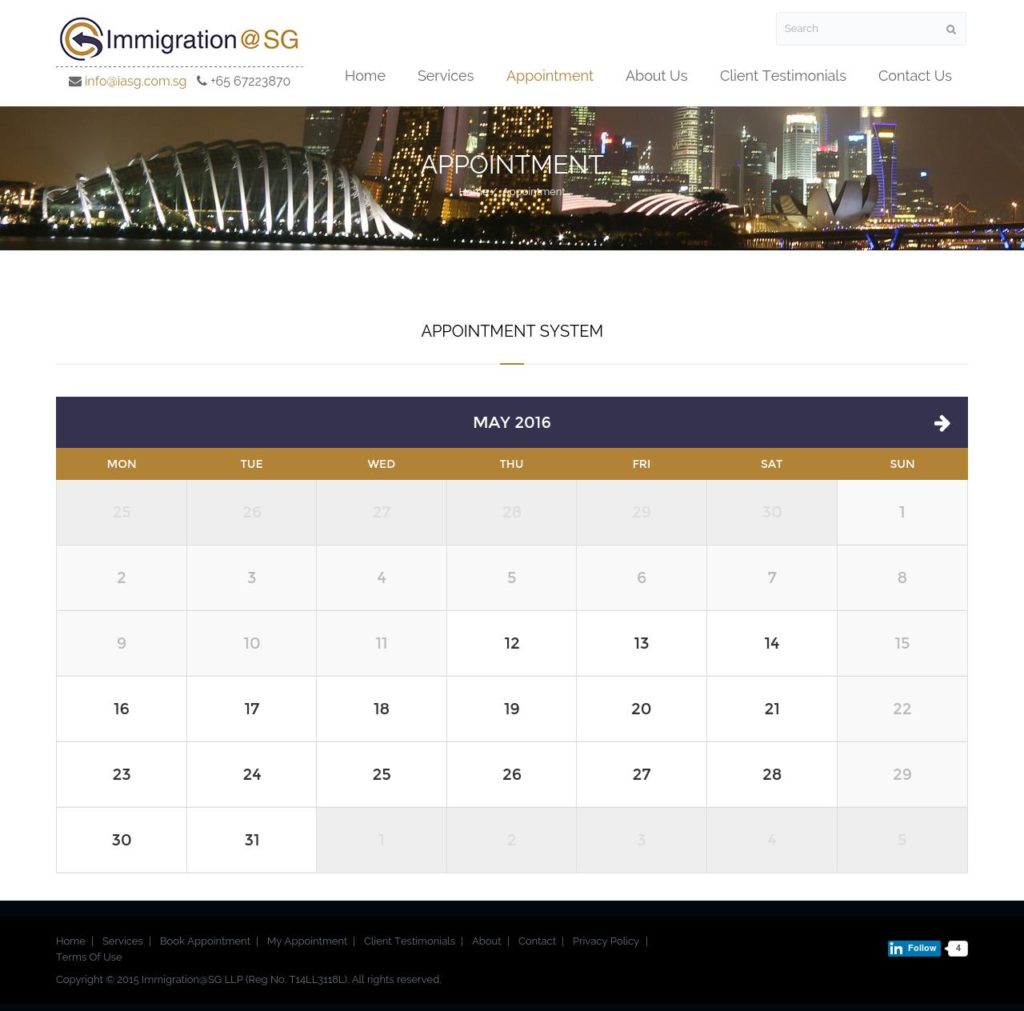 Immigration@SG
info@iasg.com.sg +65 67223870
Search
Home Services Appointment About Us Client Testimonials Contact Us
APPOINTMENT
Home / Appointment
APPOINTMENT SYSTEM
MAY 2016
MON TUE WED THU FRI SAT SUN
25 26 27 28 29 30 1
2 3 4 5 6 7 8
9 10 11 12 13 14 15
16 17 18 19 20 21 22
23 24 25 26 27 28 29
30 31 1 2 3 4 5
Home | Services | Book Appointment | My Appointment | Client Testimonials | About | Contact | Privacy Policy |
Terms Of Use
in Follow 4
Copyright © 2015 Immigration@SG LLP (Reg No. T14LL3118L). All rights reserved.